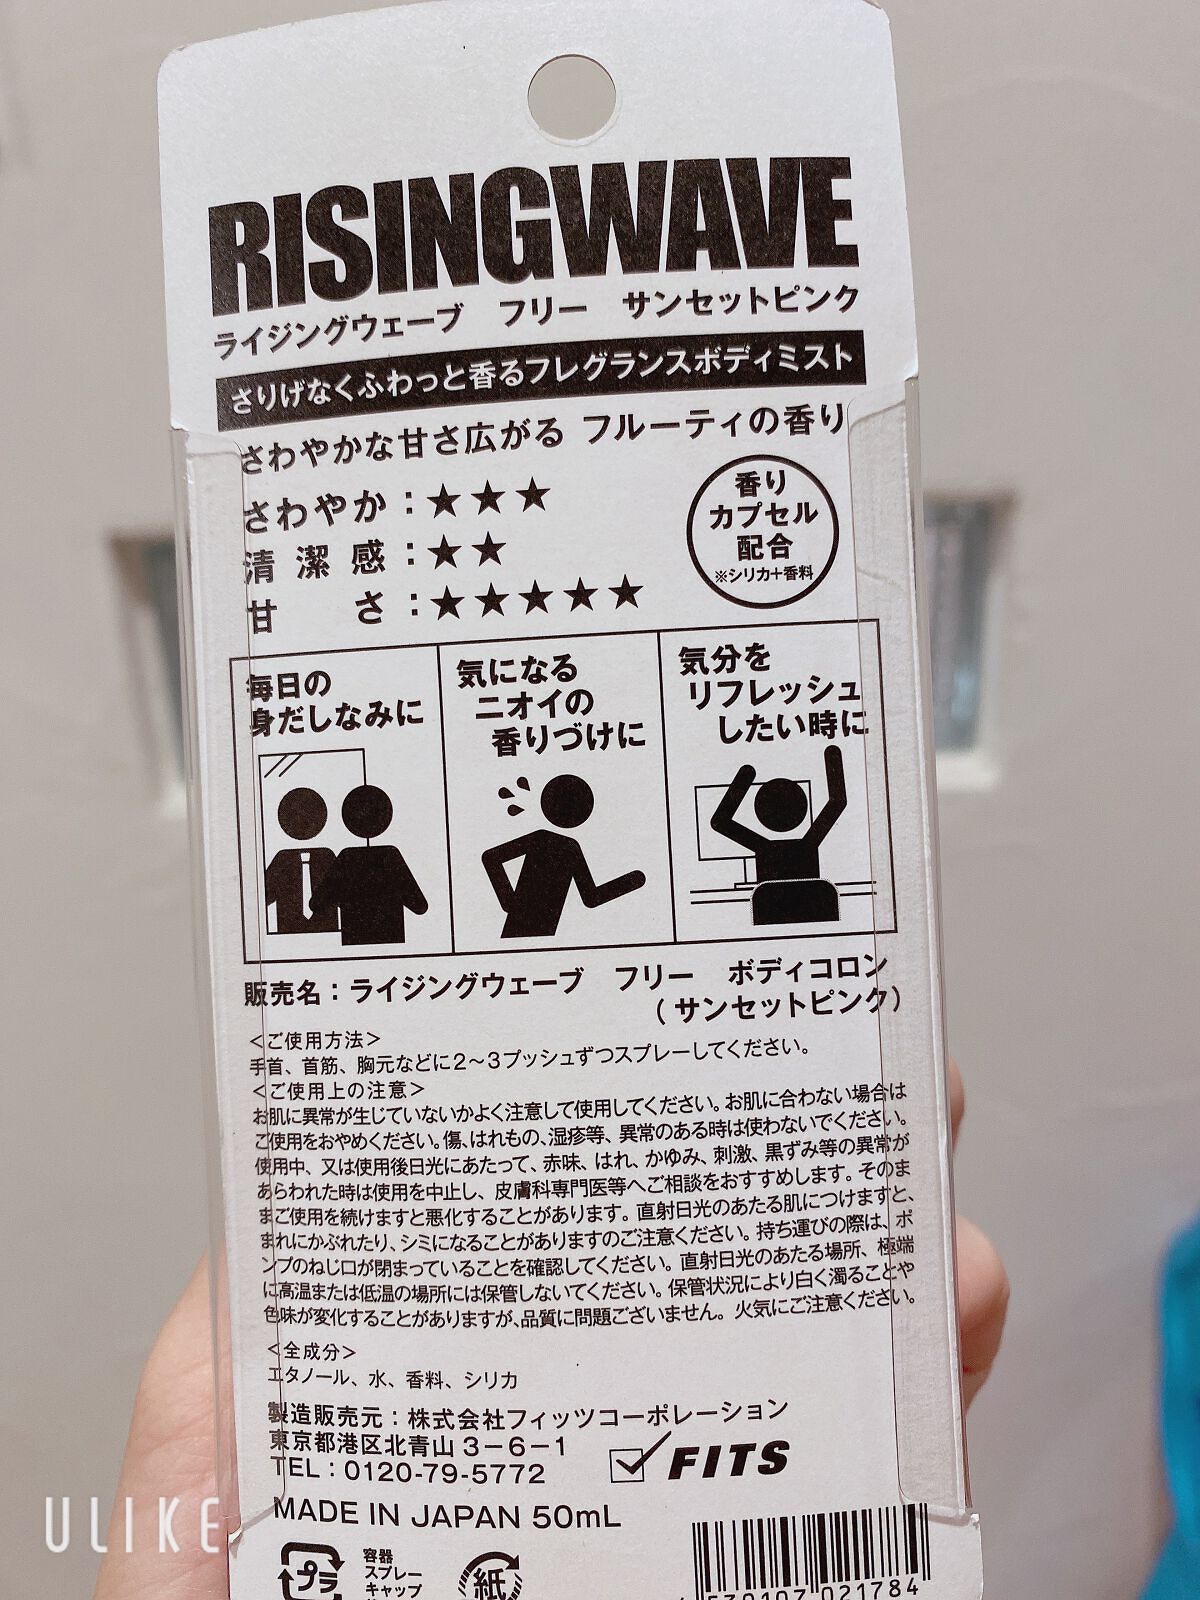 RISINGWAVE
ライジングウェーブ フリー サンセットピンク
さりげなくふわっと香るフレグランスボディミスト
さわやかな甘さ広がる フルーティの香り
さわやか：★★★
清潔感：★★
甘さ：★★★★★
香り
カプセル
配合
※シリカ+香料
毎日の
身だしなみに
気になる
ニオイの
香りづけに
気分を
リフレッシュ
したい時に
販売名：ライジングウェーブ フリー ボディコロン
(サンセットピンク)
＜ご使用方法＞
手首、首筋、胸元などに2～3プッシュずつスプレーしてください。
＜ご使用上の注意＞
お肌に異常が生じていないかよく注意して使用してください。お肌に合わない場合は
ご使用をおやめください。傷、はれもの、湿疹等、異常のある時は使わないでください。
使用中、又は使用後日光にあたって、赤味、はれ、かゆみ、刺激、黒ずみ等の異常が
あらわれた時は使用を中止し、皮膚科専門医等へご相談をおすすめします。そのま
まご使用を続けますと悪化することがあります。直射日光のあたる肌につけますと、
まれにかぶれたり、シミになることがありますのご注意ください。持ち運びの際は、ポ
ンプのねじ口が閉まっていることを確認してください。直射日光のあたる場所、極端
に高温または低温の場所には保管しないてください。保管状況により白く濁ることや
色味が変化することがありますが、品質に問題ございません。火気にご注意ください。
＜全成分＞
エタノール、水、香料、シリカ
製造販売元：株式会社フィッツコーポレーション
東京都港区北青山3-6-1
TEL：0120-79-5772
FITS
MADE IN JAPAN 50mL
プラ
容器
スプレー
キャップ
紙
4 538107 021784
ULIKE